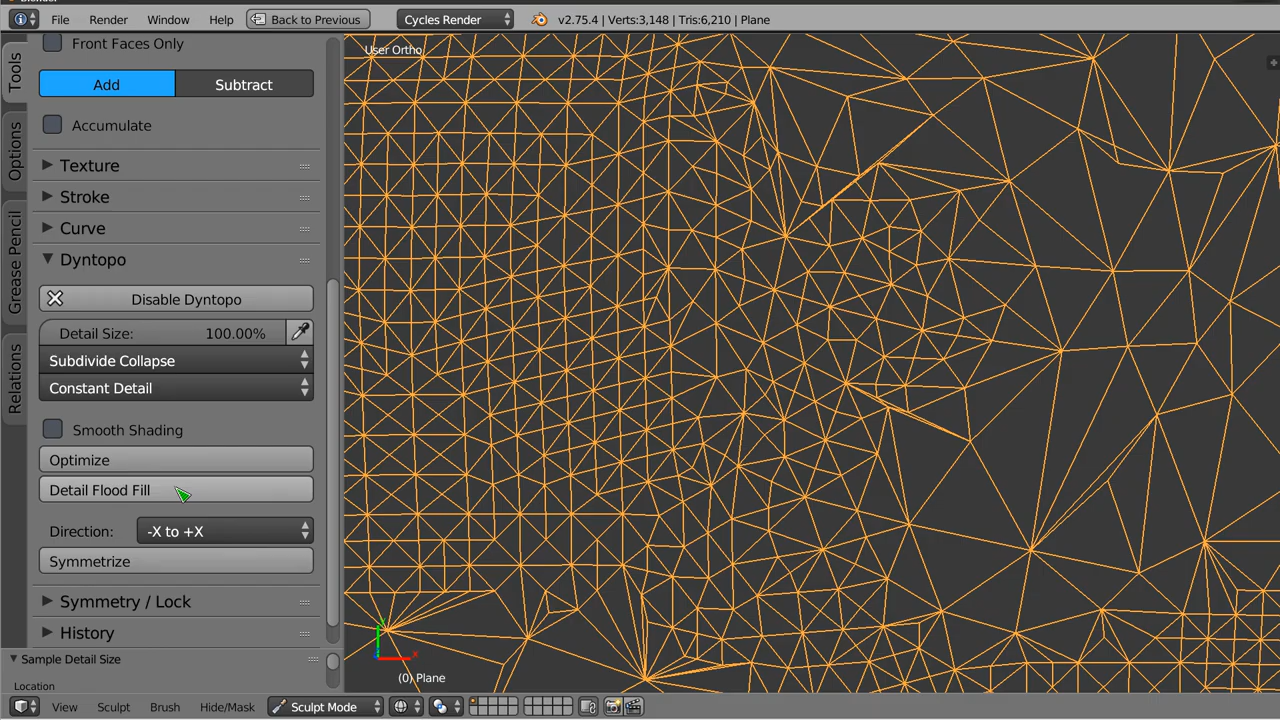 File Render Window Help Back to Previous Cycles Render v2.75.4 | Verts:3,148 | Tris:6,210 | Plane
Tools
Options
Grease Pencil
Relations
Front Faces Only
Add Subtract
Accumulate
Texture
Stroke
Curve
Dyntopo
Disable Dyntopo
Detail Size: 100.00%
Subdivide Collapse
Constant Detail
Smooth Shading
Optimize
Detail Flood Fill
Direction: -X to +X
Symmetrize
Symmetry / Lock
History
Sample Detail Size
Location
User Ortho
(0) Plane
View Sculpt Brush Hide/Mask Sculpt Mode